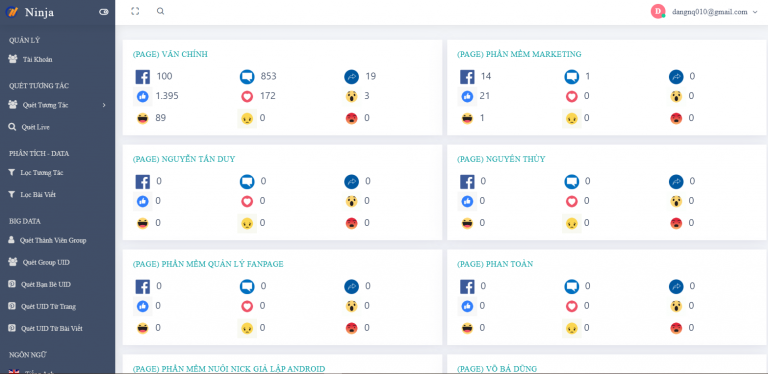 Ninja
D dangnq010@gmail.com
QUẢN LÝ
Tài Khoản
QUÉT TƯƠNG TÁC
Quét Tương Tác
Quét Live
PHÂN TÍCH - DATA
Lọc Tương Tác
Lọc Bài Viết
BIG DATA
Quét Thành Viên Group
Quét Group UID
Quét Bạn Bè UID
Quét UID Từ Trang
Quét UID Từ Bài Viết
NGÔN NGỮ
Tiếng Anh
(PAGE) VĂN CHÍNH
100 853 19
1.395 172 3
89 0 0
(PAGE) PHẦN MỀM MARKETING
14 1 0
21 0 0
1 0 0
(PAGE) NGUYỄN TẤN DUY
0 0 0
0 0 0
0 0 0
(PAGE) NGUYÊN THỦY
0 0 0
0 0 0
0 0 0
(PAGE) PHẦN MỀM QUẢN LÝ FANPAGE
0 0 0
0 0 0
0 0 0
(PAGE) PHAN TOÀN
0 0 0
0 0 0
0 0 0
(PAGE) PHẦN MỀM NUÔI NICK GIẢ LẬP ANDROID
(PAGE) VÕ BÁ DŨNG